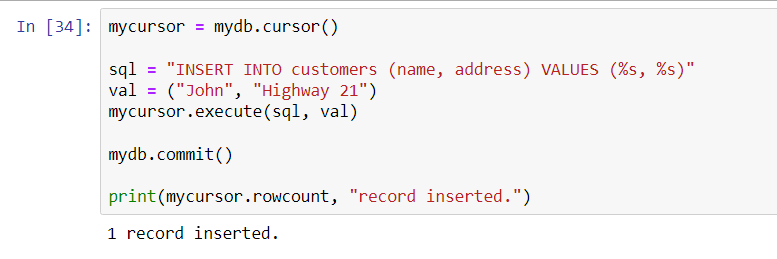 In [34]: mycursor = mydb.cursor()
sql = "INSERT INTO customers (name, address) VALUES (%s, %s)"
val = ("John", "Highway 21")
mycursor.execute(sql, val)
mydb.commit()
print(mycursor.rowcount, "record inserted.")
1 record inserted.